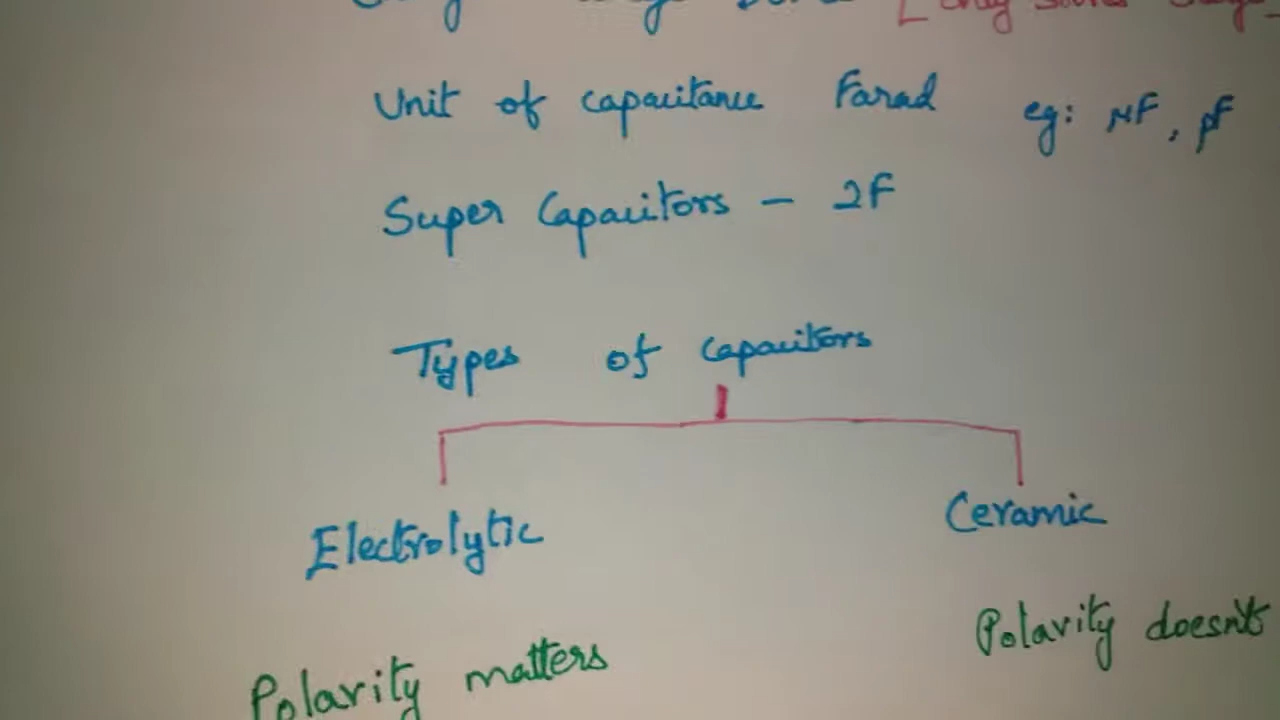 Unit of capacitance Farad eg: μF, pF
Super Capacitors - 2F
Types of capacitors
Electrolytic Ceramic
Polarity matters Polarity doesn't